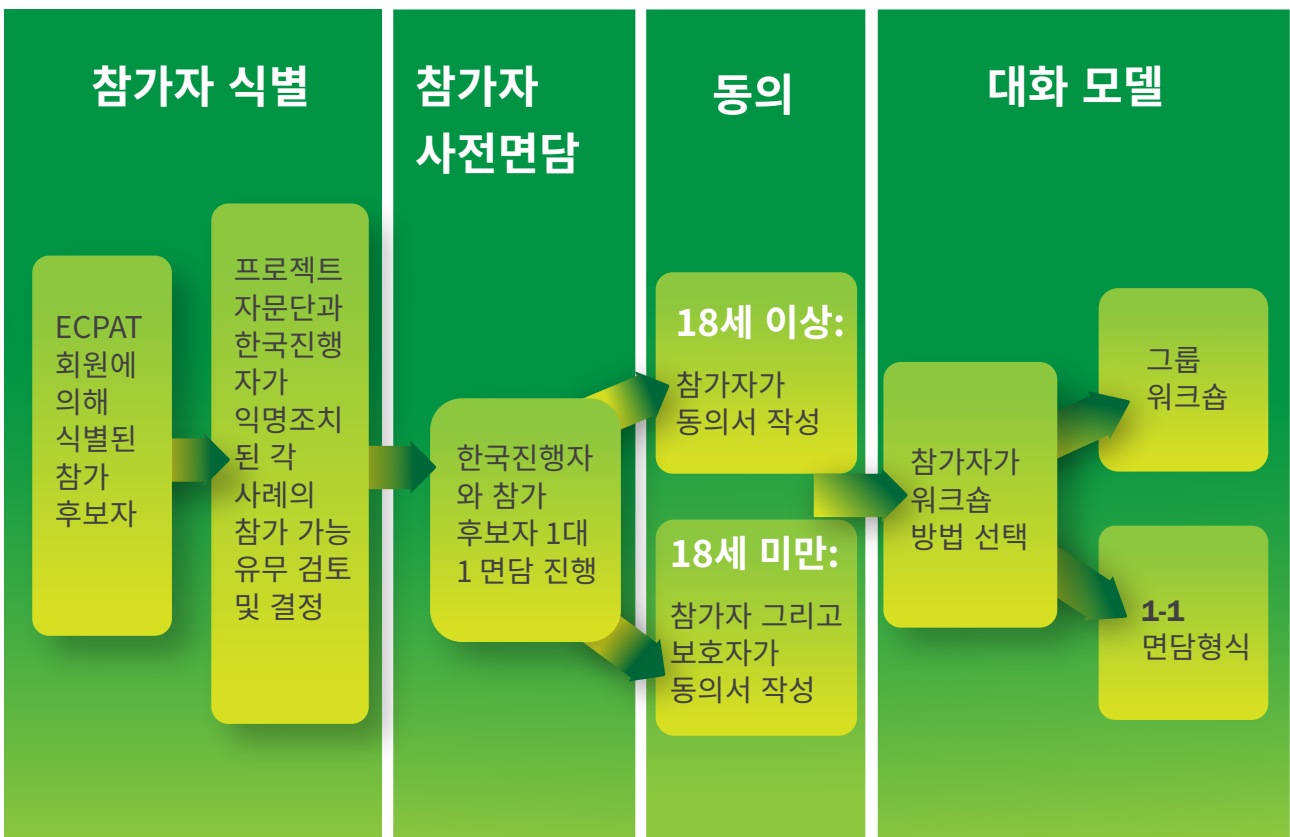 참가자 식별
ECPAT
회원에
의해
식별된
참가
후보자
프로젝트
자문단과
한국진행
자가
익명조치
된 각
사례의
참가 가능
유무 검토
및 결정
참가자
사전면담
한국진행자
와 참가
후보자 1대
1 면담 진행
동의
18세 이상:
참가자가
동의서 작성
18세 미만:
참가자 그리고
보호자가
동의서 작성
대화 모델
참가자가
워크숍
방법 선택
그룹
워크숍
1-1
면담형식